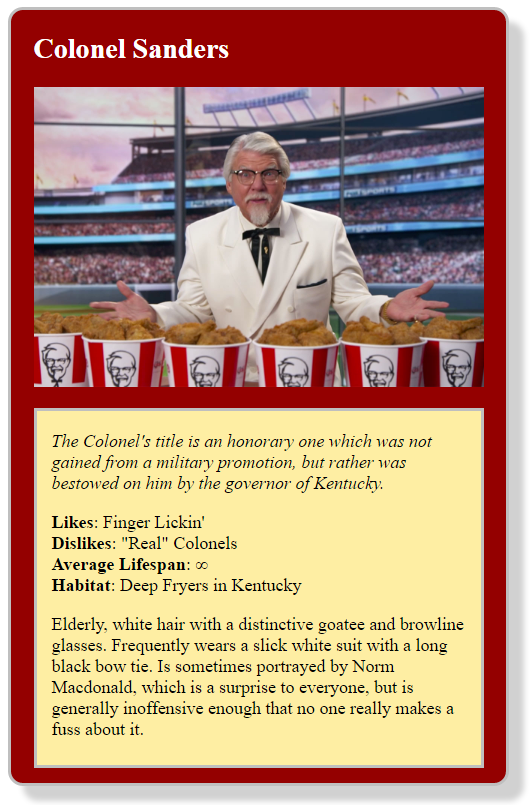 Colonel Sanders
The Colonel's title is an honorary one which was not
gained from a military promotion, but rather was
bestowed on him by the governor of Kentucky.
Likes: Finger Lickin'
Dislikes: "Real" Colonels
Average Lifespan: ∞
Habitat: Deep Fryers in Kentucky
Elderly, white hair with a distinctive goatee and browline
glasses. Frequently wears a slick white suit with a long
black bow tie. Is sometimes portrayed by Norm
Macdonald, which is a surprise to everyone, but is
generally inoffensive enough that no one really makes a
fuss about it.